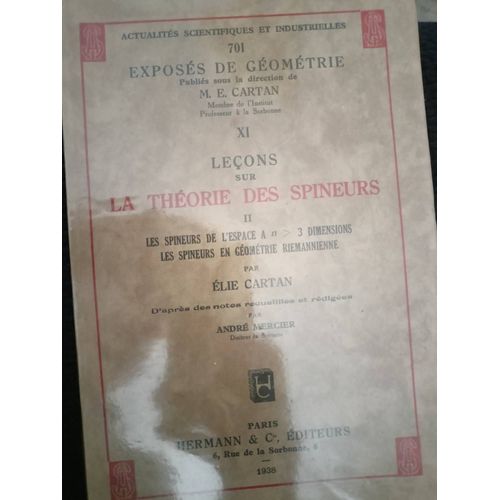 ACTUALITÉS SCIENTIFIQUES ET INDUSTRIELLES
701
EXPOSÉS DE GÉOMÉTRIE
Publiés sous la direction de
M. E. CARTAN
Membre de l'Institut
Professeur à la Sorbonne
XI
LEÇONS
SUR
LA THÉORIE DES SPINEURS
II
LES SPINEURS DE L'ESPACE A n > 3 DIMENSIONS
LES SPINEURS EN GÉOMÉTRIE RIEMANNIENNE
PAR
ÉLIE CARTAN
D'après des notes recueillies et rédigées
PAR
ANDRÉ MERCIER
HC
PARIS
HERMANN & Cie, ÉDITEURS
6, Rue de la Sorbonne, 6
1938